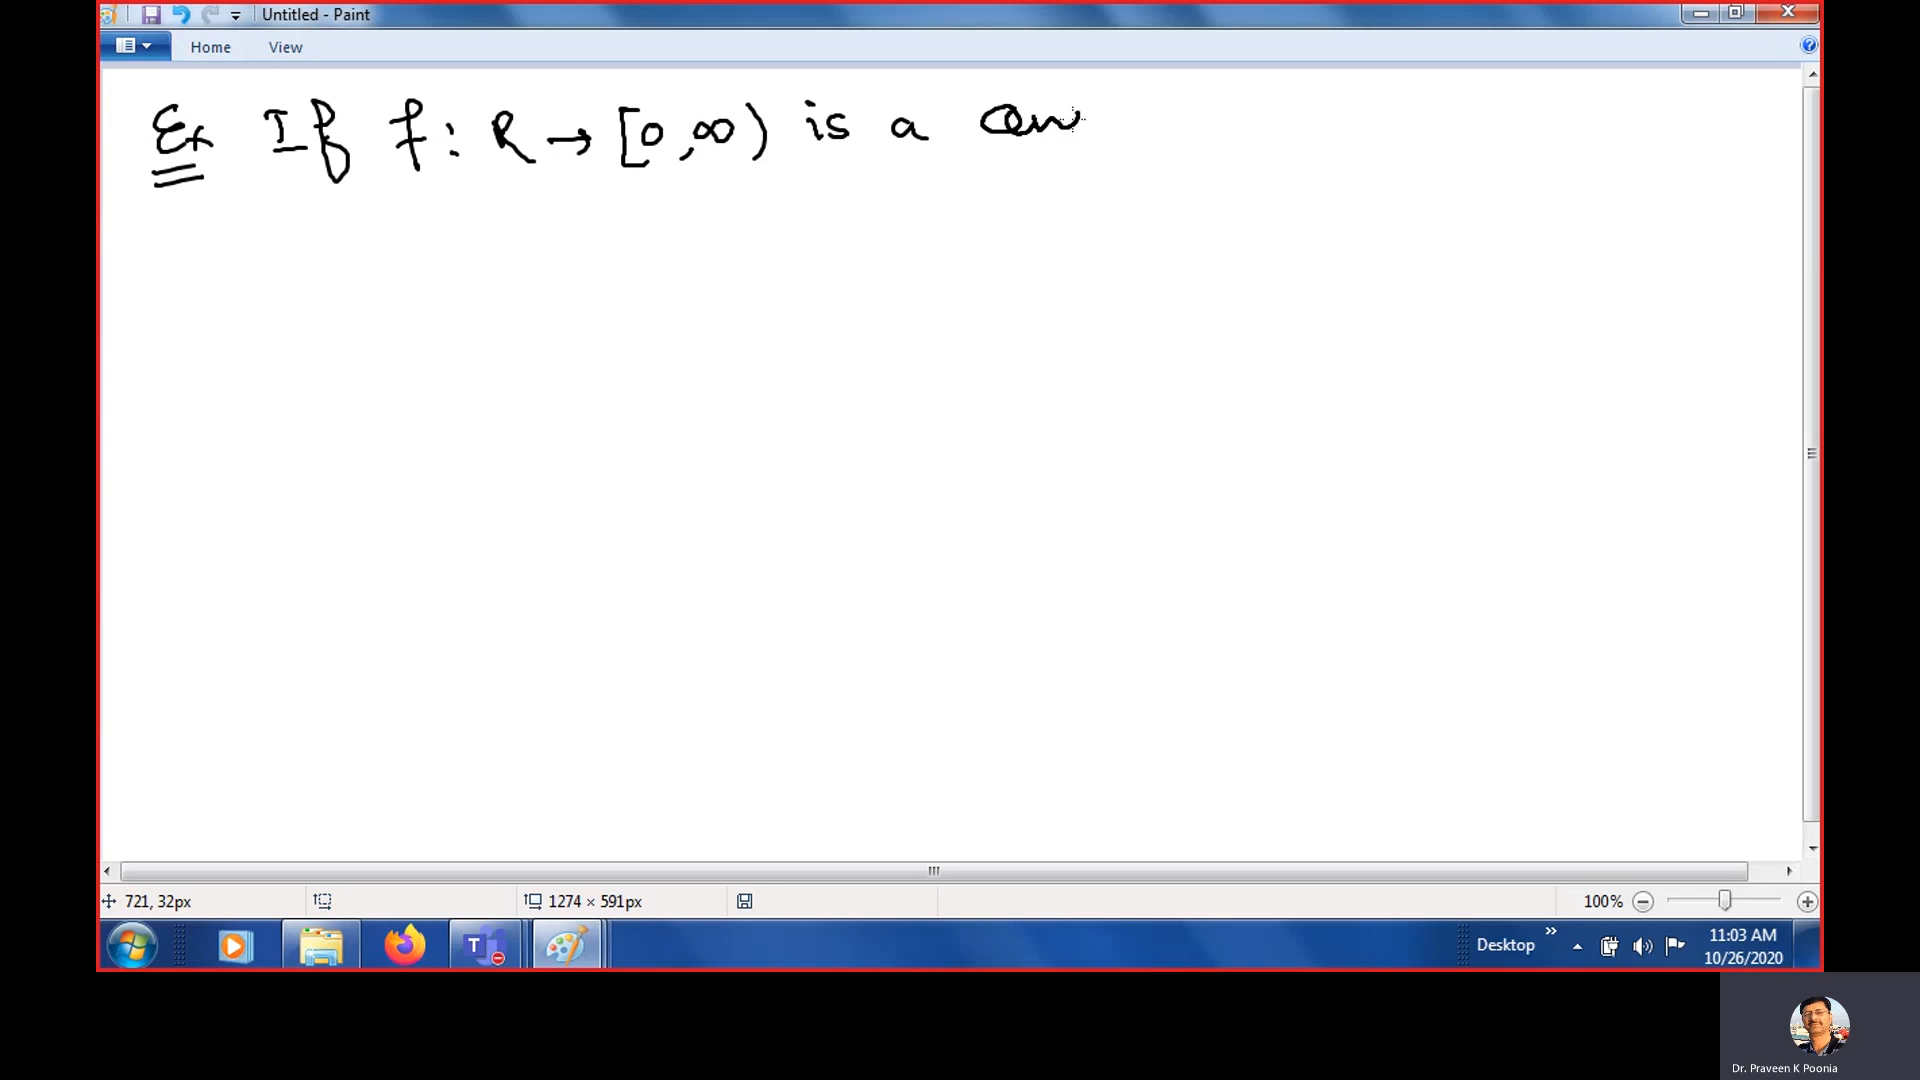 Untitled - Paint
Home View
Ex If f: R → [0, ∞) is a con
721, 32px
1274 × 591px
100%
Desktop
11:03 AM
10/26/2020
Dr. Praveen K Poonia